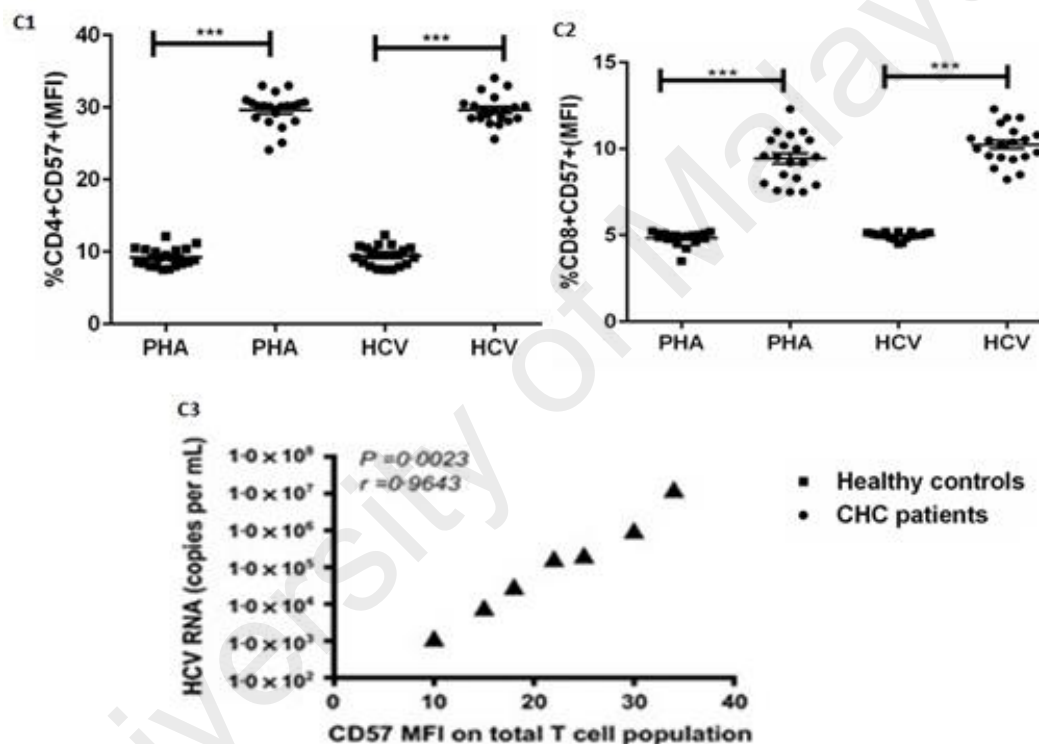 C1
***
***
%CD4+CD57+(MFI)
40
30
20
10
0
PHA
PHA
HCV
HCV
C2
***
***
%CD8+CD57+(MFI)
15
10
5
0
PHA
PHA
HCV
HCV
C3
P=0·0023
r=0·9643
HCV RNA (copies per mL)
1·0×10⁸
1·0×10⁷
1·0×10⁶
1·0×10⁵
1·0×10⁴
1·0×10³
1·0×10²
0
10
20
30
40
CD57 MFI on total T cell population
■ Healthy controls
● CHC patients
University of Malay